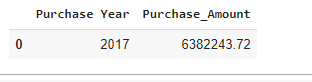 Purchase Year Purchase_Amount
0 2017 6382243.72